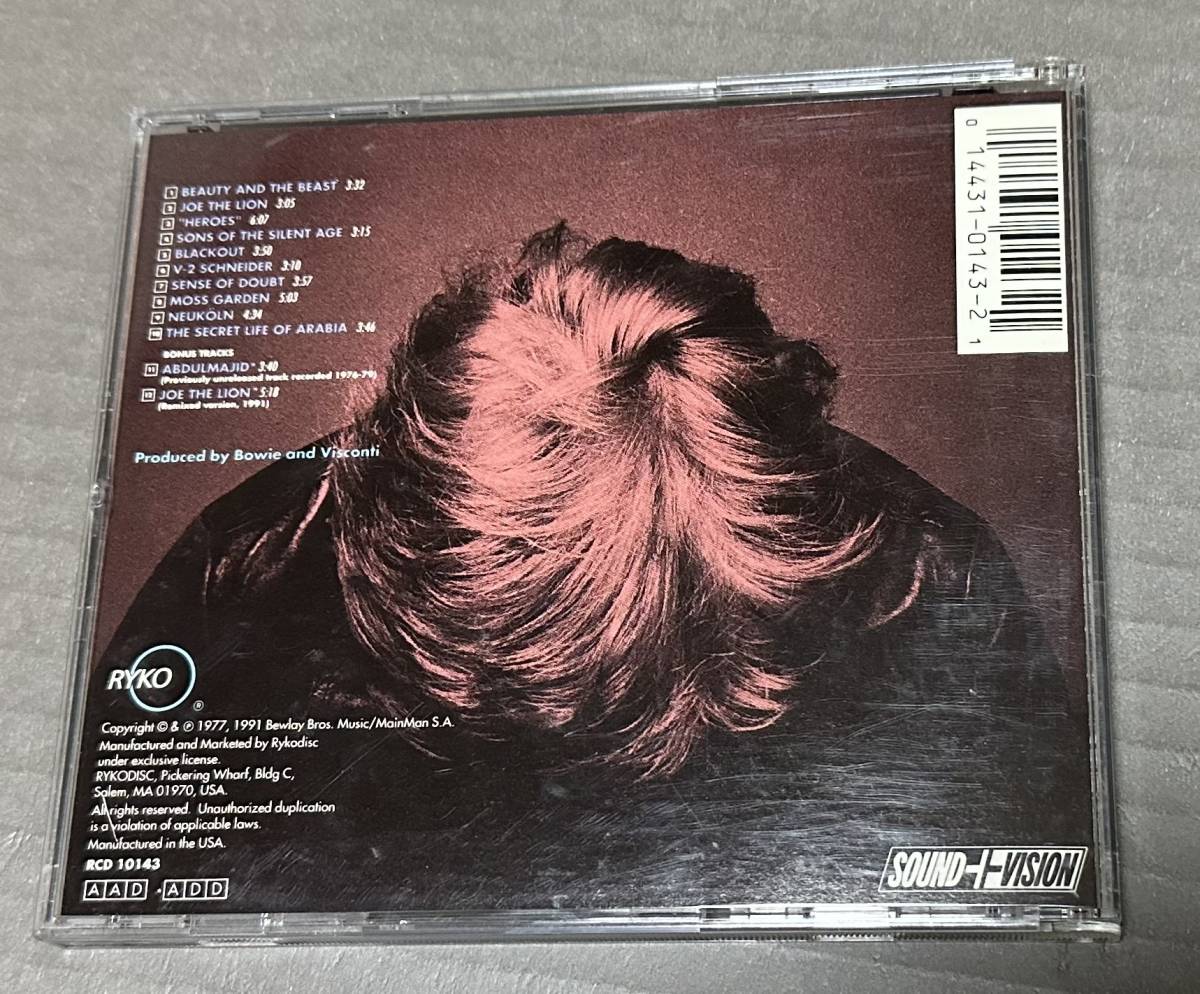 1 BEAUTY AND THE BEAST 3:32
2 JOE THE LION 3:05
3 "HEROES" 6:07
4 SONS OF THE SILENT AGE 3:15
5 BLACKOUT 3:50
6 V-2 SCHNEIDER 3:10
7 SENSE OF DOUBT 3:57
8 MOSS GARDEN 5:03
9 NEUKÖLN 4:34
10 THE SECRET LIFE OF ARABIA 3:46
BONUS TRACKS
11 ABDULMAJID* 3:40
(Previously unreleased track recorded 1976-79)
12 JOE THE LION** 5:18
(Remixed version, 1991)
Produced by Bowie and Visconti
0 14431-0143-2 1
RYKO ®
Copyright © & ℗ 1977, 1991 Bewlay Bros. Music/MainMan S.A.
Manufactured and Marketed by Rykodisc
under exclusive license.
RYKODISC, Pickering Wharf, Bldg C,
Salem, MA 01970, USA.
All rights reserved. Unauthorized duplication
is a violation of applicable laws.
Manufactured in the USA.
RCD 10143
AAD *ADD
SOUND+VISION